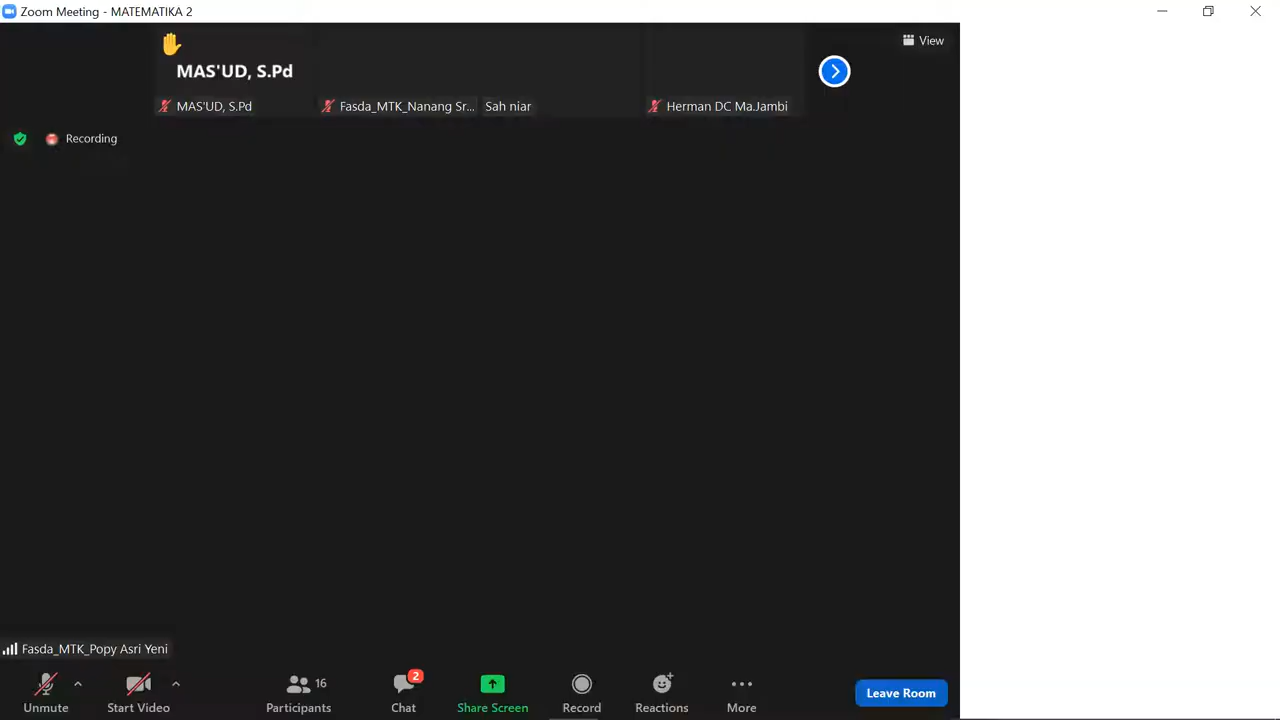 Zoom Meeting - MATEMATIKA 2
View
MAS'UD, S.Pd
MAS'UD, S.Pd
Fasda_MTK_Nanang Sr...
Sah niar
Herman DC Ma.Jambi
Recording
Fasda_MTK_Popy Asri Yeni
16
2
Unmute
Start Video
Participants
Chat
Share Screen
Record
Reactions
More
Leave Room